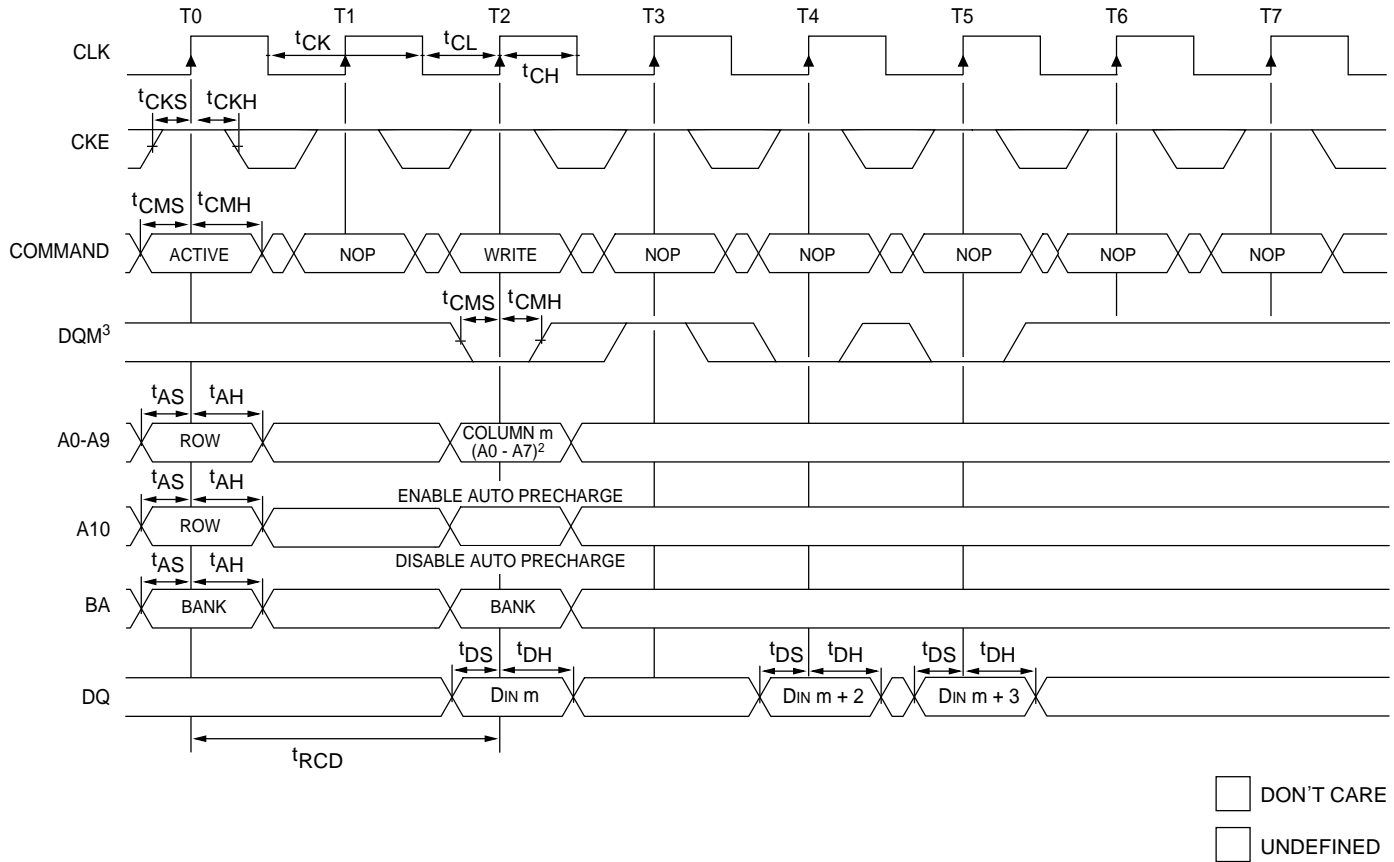 T0 T1 T2 T3 T4 T5 T6 T7
CLK tCK tCL tCH
tCKS tCKH
CKE
tCMS tCMH
COMMAND ACTIVE NOP WRITE NOP NOP NOP NOP NOP
tCMS tCMH
DQM3
tAS tAH
A0-A9 ROW COLUMN m
(A0 - A7)2
tAS tAH ENABLE AUTO PRECHARGE
A10 ROW
DISABLE AUTO PRECHARGE
tAS tAH
BA BANK BANK
tDS tDH tDS tDH tDS tDH
DQ DIN m DIN m + 2 DIN m + 3
tRCD
DON'T CARE
UNDEFINED